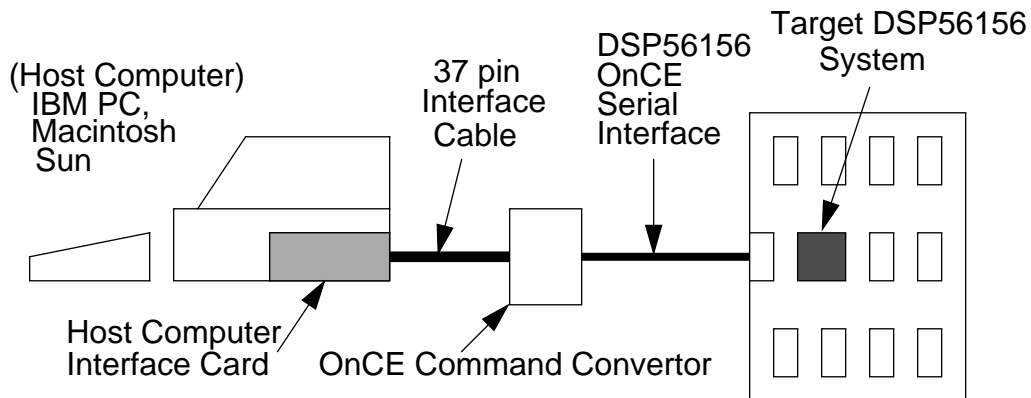 (Host Computer)
IBM PC,
Macintosh
Sun
37 pin
Interface
Cable
DSP56156
OnCE
Serial
Interface
Target DSP56156
System
Host Computer
Interface Card
OnCE Command Convertor